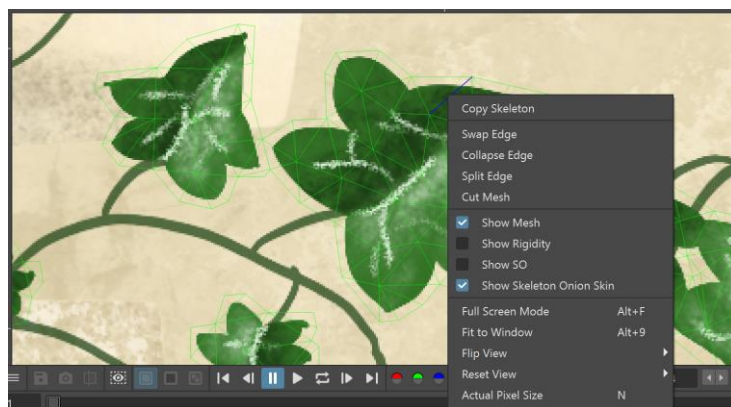 Copy Skeleton
Swap Edge
Collapse Edge
Split Edge
Cut Mesh
Show Mesh
Show Rigidity
Show SO
Show Skeleton Onion Skin
Full Screen Mode Alt+F
Fit to Window Alt+9
Flip View
Reset View
Actual Pixel Size N